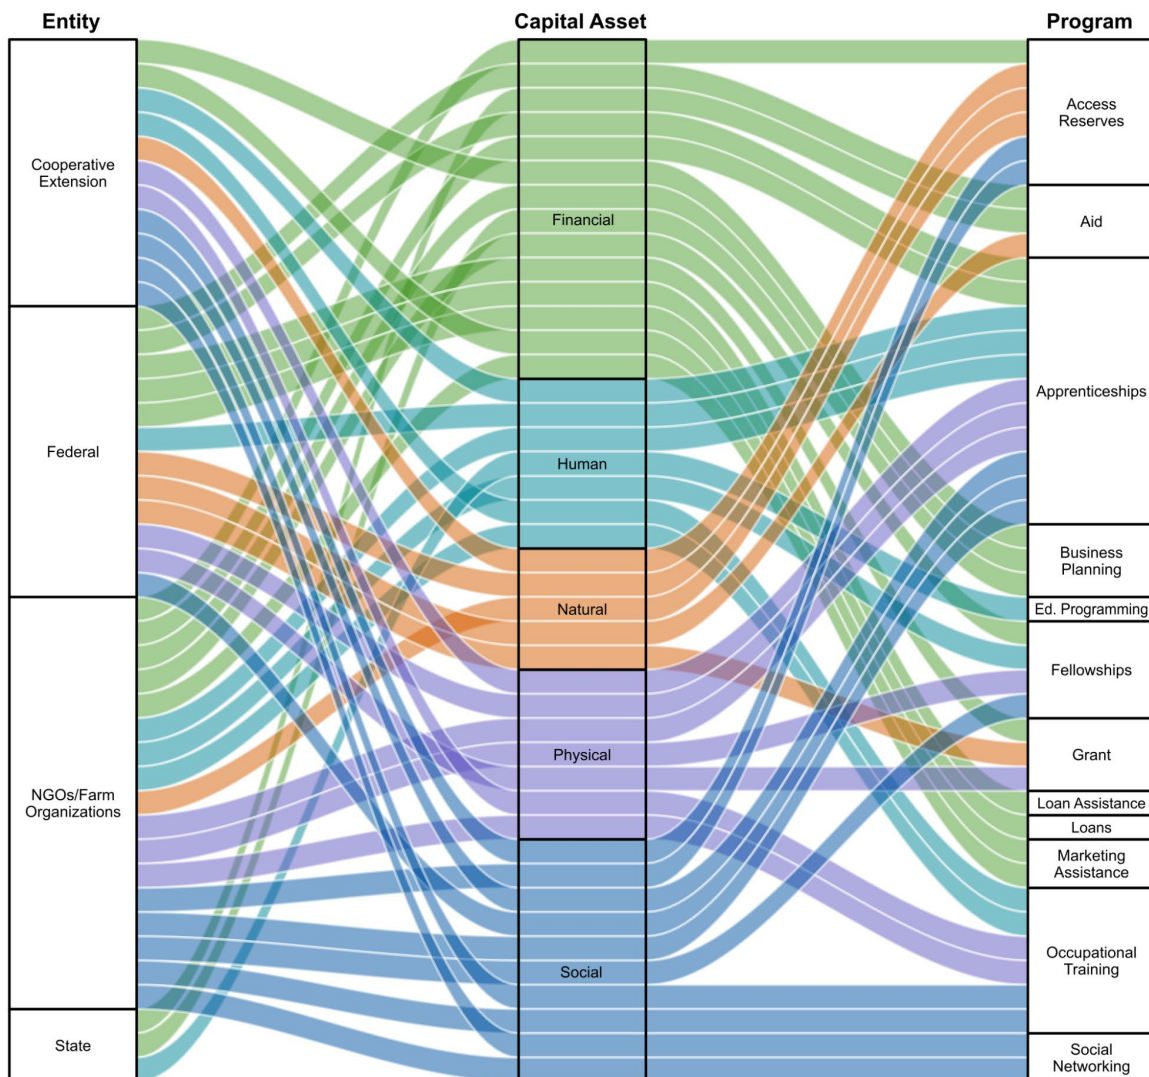 Entity
Capital Asset
Program
Cooperative
Extension
Federal
NGOs/Farm
Organizations
State
Financial
Human
Natural
Physical
Social
Access
Reserves
Aid
Apprenticeships
Business
Planning
Ed. Programming
Fellowships
Grant
Loan Assistance
Loans
Marketing
Assistance
Occupational
Training
Social
Networking